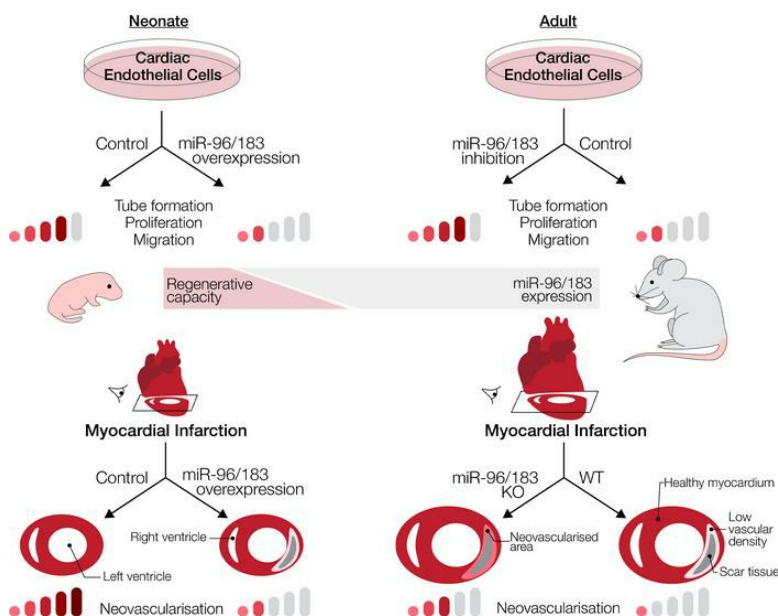 Neonate
Cardiac
Endothelial Cells
Control
miR-96/183
overexpression
Tube formation
Proliferation
Migration
Adult
Cardiac
Endothelial Cells
miR-96/183
inhibition
Control
Tube formation
Proliferation
Migration
Regenerative
capacity
miR-96/183
expression
Myocardial Infarction
Control
miR-96/183
overexpression
Right ventricle
Left ventricle
Neovascularisation
Myocardial Infarction
miR-96/183
KO
WT
Healthy myocardium
Neovascularised
area
Low
vascular
density
Scar tissue
Neovascularisation